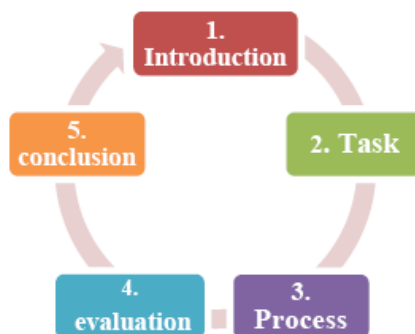 1.
Introduction
2. Task
3.
Process
4.
evaluation
5.
conclusion